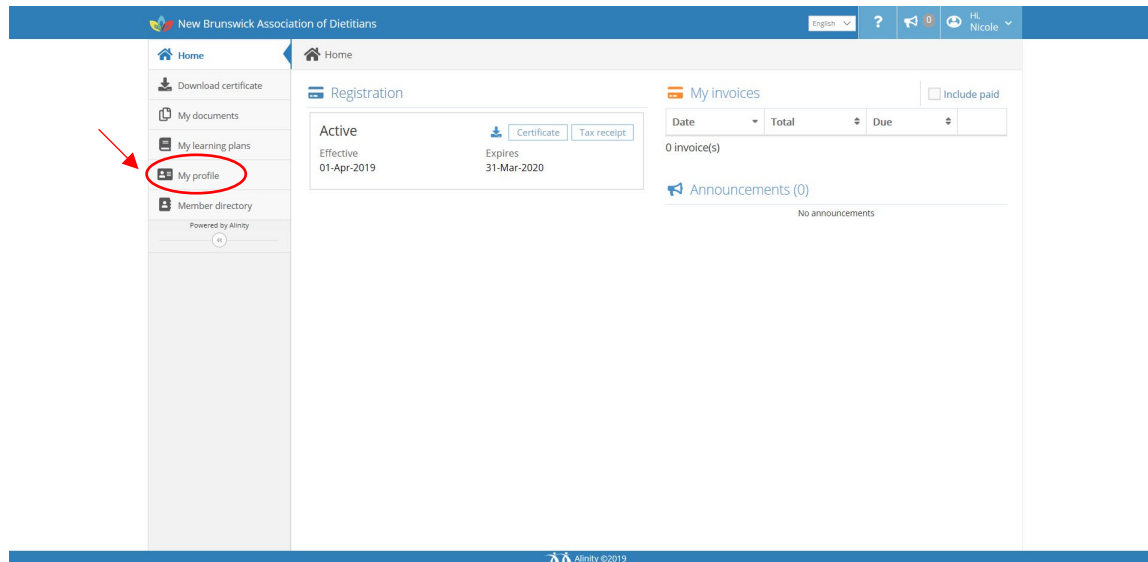 New Brunswick Association of Dietitians
English
?
0
Hi,
Nicole
Home
Download certificate
My documents
My learning plans
My profile
Member directory
Powered by Alinity
Home
Registration
Active
Certificate
Tax receipt
Effective
Expires
01-Apr-2019
31-Mar-2020
My invoices
Include paid
Date
Total
Due
0 invoice(s)
Announcements (0)
No announcements
Alinity ©2019